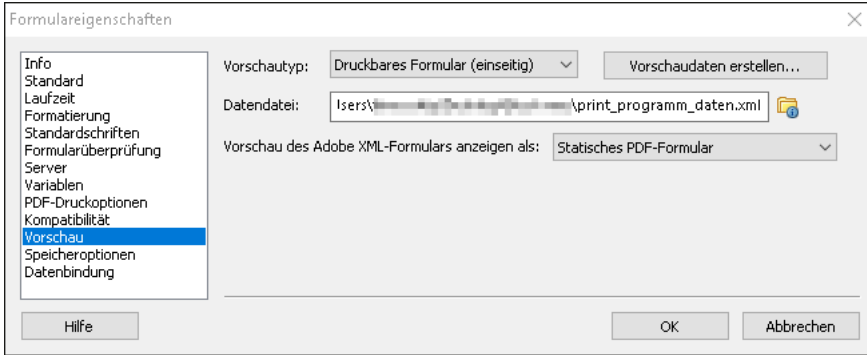 Formulareigenschaften
Info
Standard
Laufzeit
Formatierung
Standardschriften
Formularüberprüfung
Server
Variablen
PDF-Druckoptionen
Kompatibilität
Vorschau
Speicheroptionen
Datenbindung
Vorschautyp: Druckbares Formular (einseitig) Vorschaudaten erstellen...
Datendatei: \print_programm_daten.xml
Vorschau des Adobe XML-Formulars anzeigen als: Statisches PDF-Formular
Hilfe OK Abbrechen